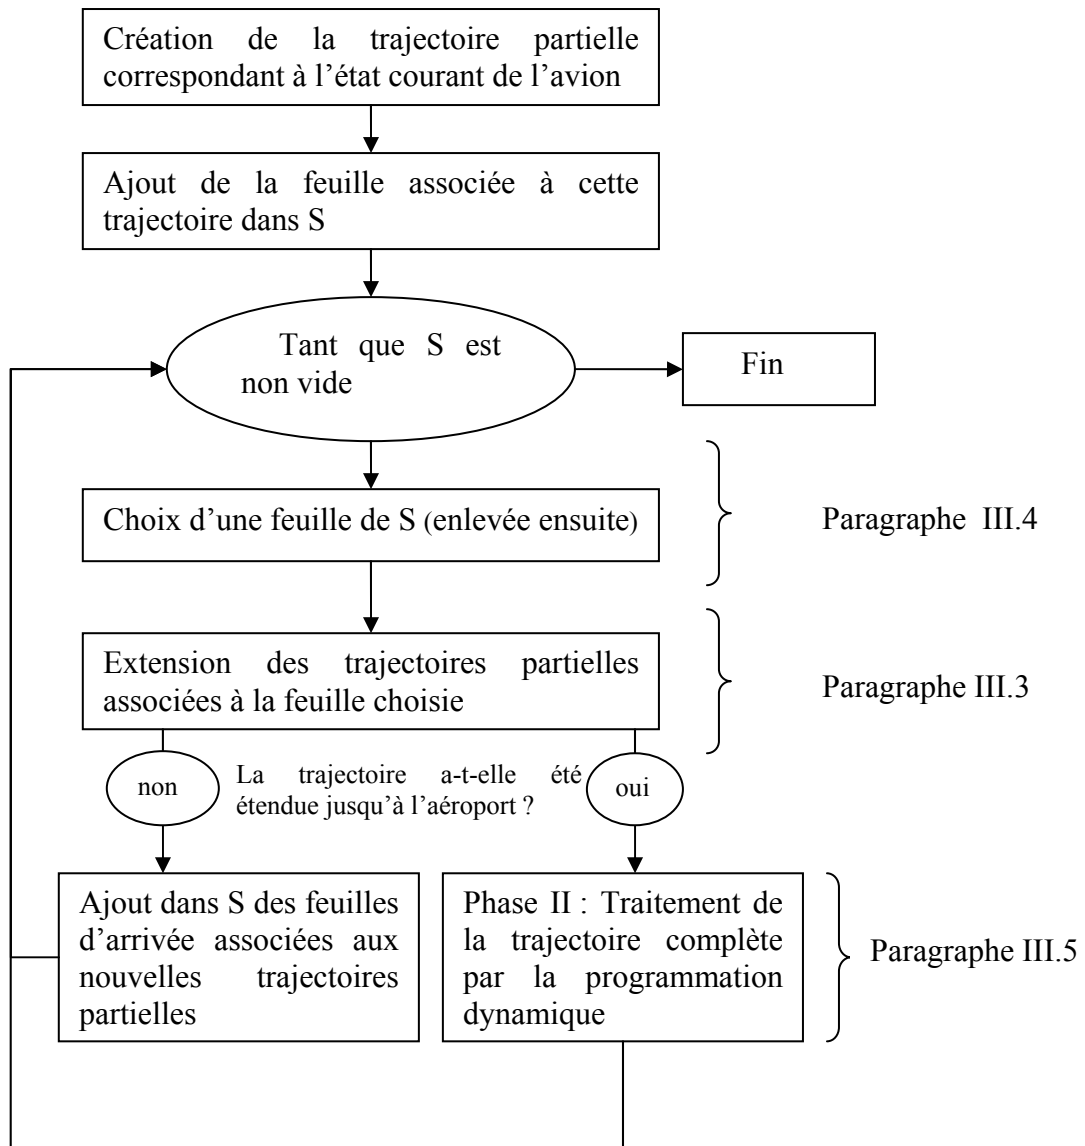 Création de la trajectoire partielle
correspondant à l’état courant de l’avion
Ajout de la feuille associée à cette
trajectoire dans S
Tant que S est
non vide
Fin
Choix d’une feuille de S (enlevée ensuite)
Paragraphe III.4
Extension des trajectoires partielles
associées à la feuille choisie
Paragraphe III.3
non
La trajectoire a-t-elle été
étendue jusqu’à l’aéroport ?
oui
Ajout dans S des feuilles
d’arrivée associées aux
nouvelles trajectoires
partielles
Phase II : Traitement de
la trajectoire complète
par la programmation
dynamique
Paragraphe III.5